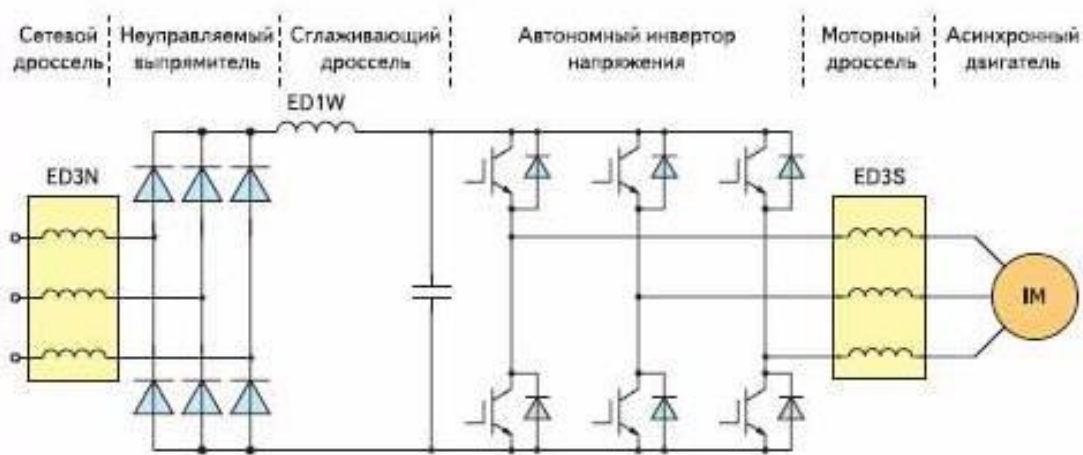 Сетевой
дроссель
Неуправляемый
выпрямитель
Сглаживающий
дроссель
Автономный инвертор
напряжения
Моторный
дроссель
Асинхронный
двигатель
ED1W
ED3N
ED3S
IM